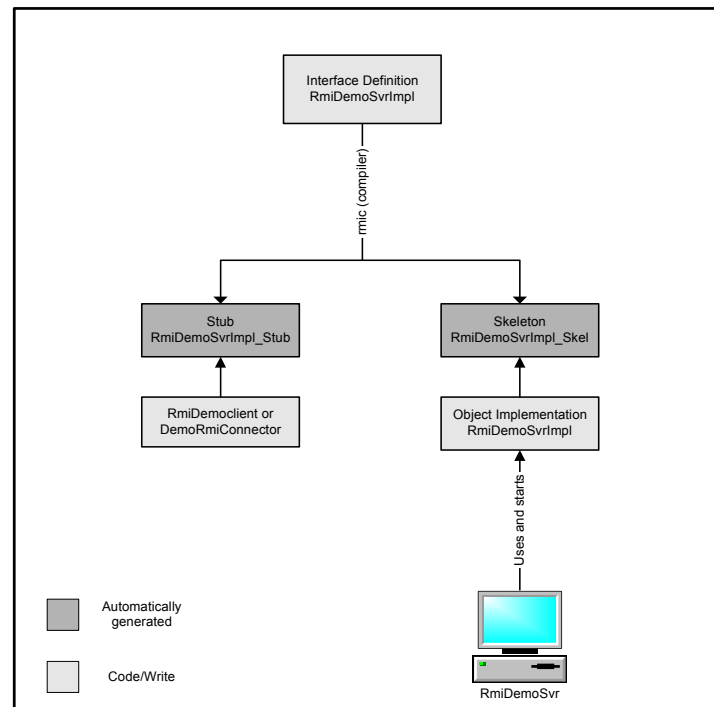 Interface Definition
RmiDemoSvrImpl
rmic (compiler)
Stub
RmiDemoSvrImpl_Stub
Skeleton
RmiDemoSvrImpl_Skel
RmiDemoclient or
DemoRmiConnector
Object Implementation
RmiDemoSvrImpl
Uses and starts
Automatically
generated
Code/Write
RmiDemoSvr